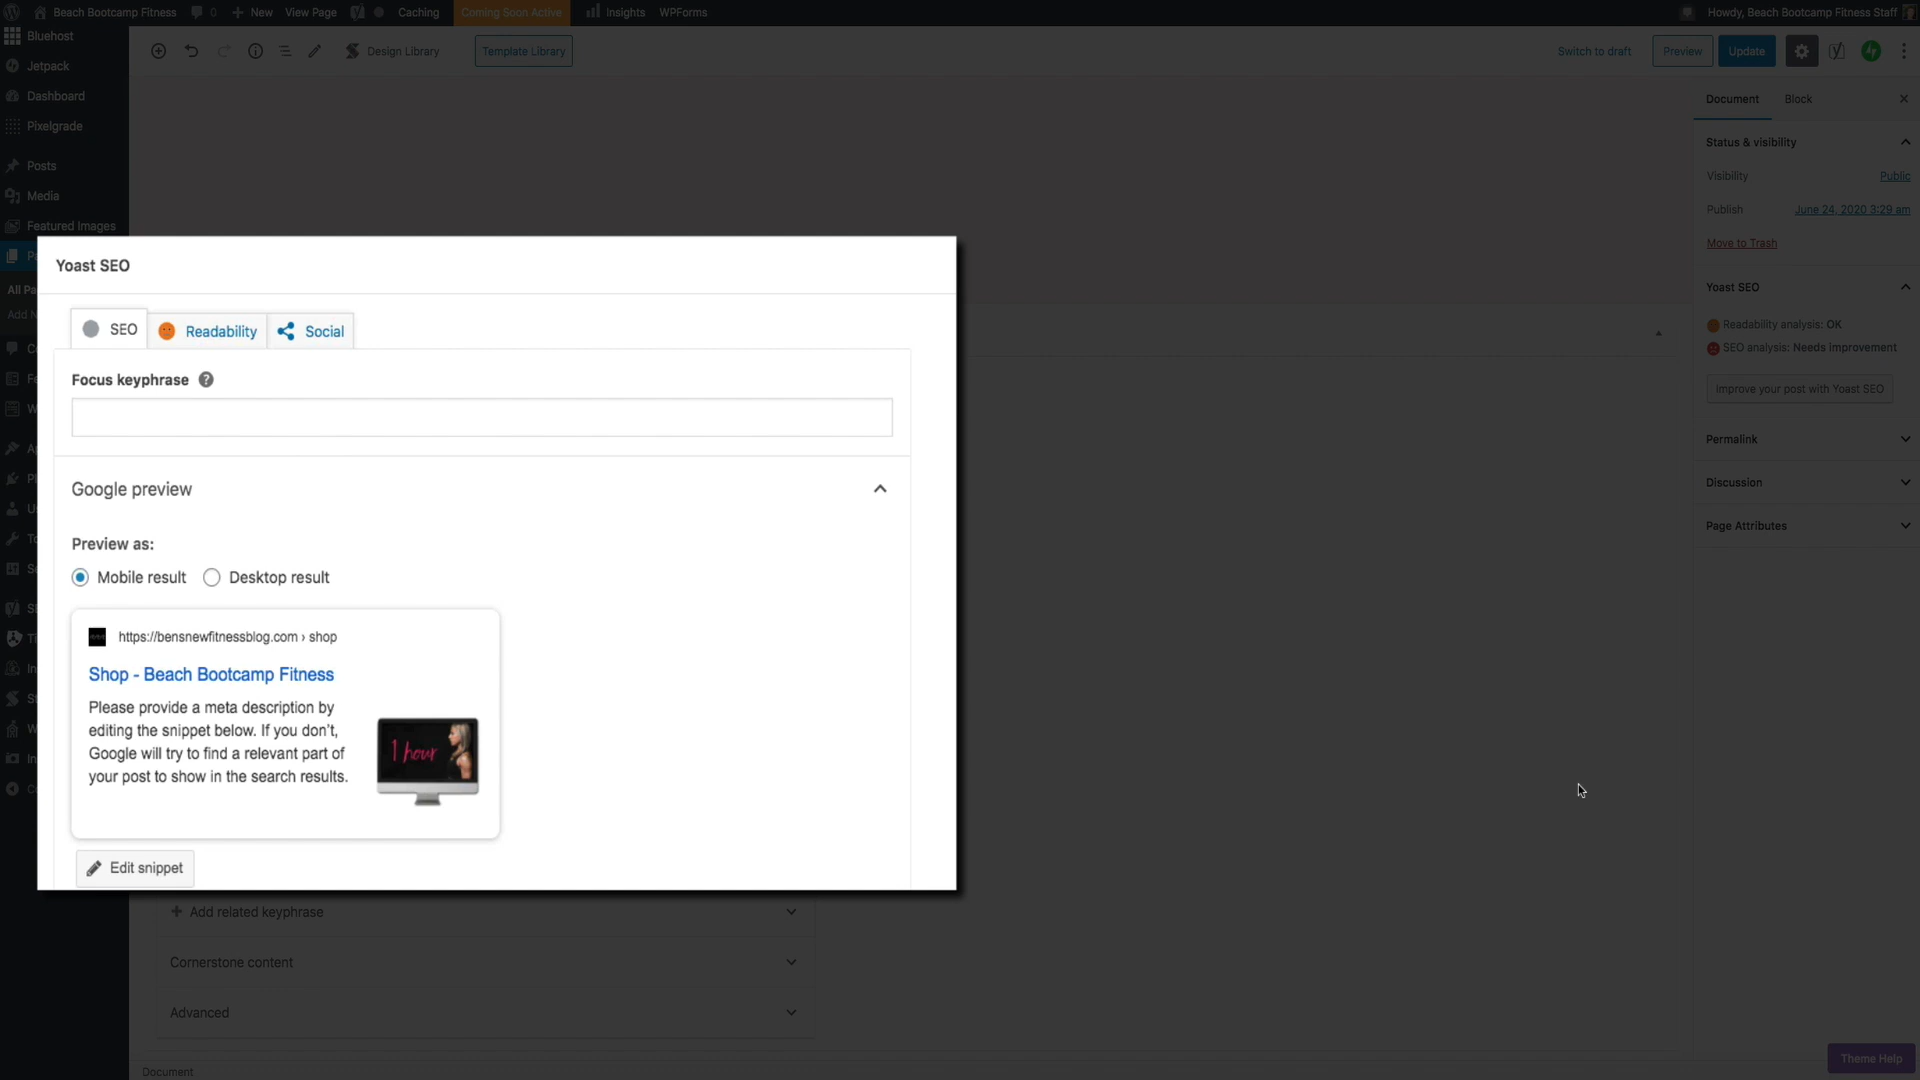 Beach Bootcamp Fitness
0
New
View Page
Caching
Coming Soon Active
Insights
WPForms
Howdy, Beach Bootcamp Fitness Staff
Bluehost
Jetpack
Dashboard
Pixelgrade
Posts
Media
Featured Images
All Pa
Add N
Design Library
Template Library
Switch to draft
Preview
Update
Document
Block
Status & visibility
Visibility
Public
Publish
June 24, 2020 3:29 am
Move to Trash
Yoast SEO
Readability analysis: OK
SEO analysis: Needs improvement
Improve your post with Yoast SEO
Permalink
Discussion
Page Attributes
Yoast SEO
SEO
Readability
Social
Focus keyphrase
?
Google preview
Preview as:
Mobile result
Desktop result
https://bensnewfitnessblog.com › shop
Shop - Beach Bootcamp Fitness
Please provide a meta description by
editing the snippet below. If you don't,
Google will try to find a relevant part of
your post to show in the search results.
1 hour
Edit snippet
Add related keyphrase
Cornerstone content
Advanced
Document
Theme Help